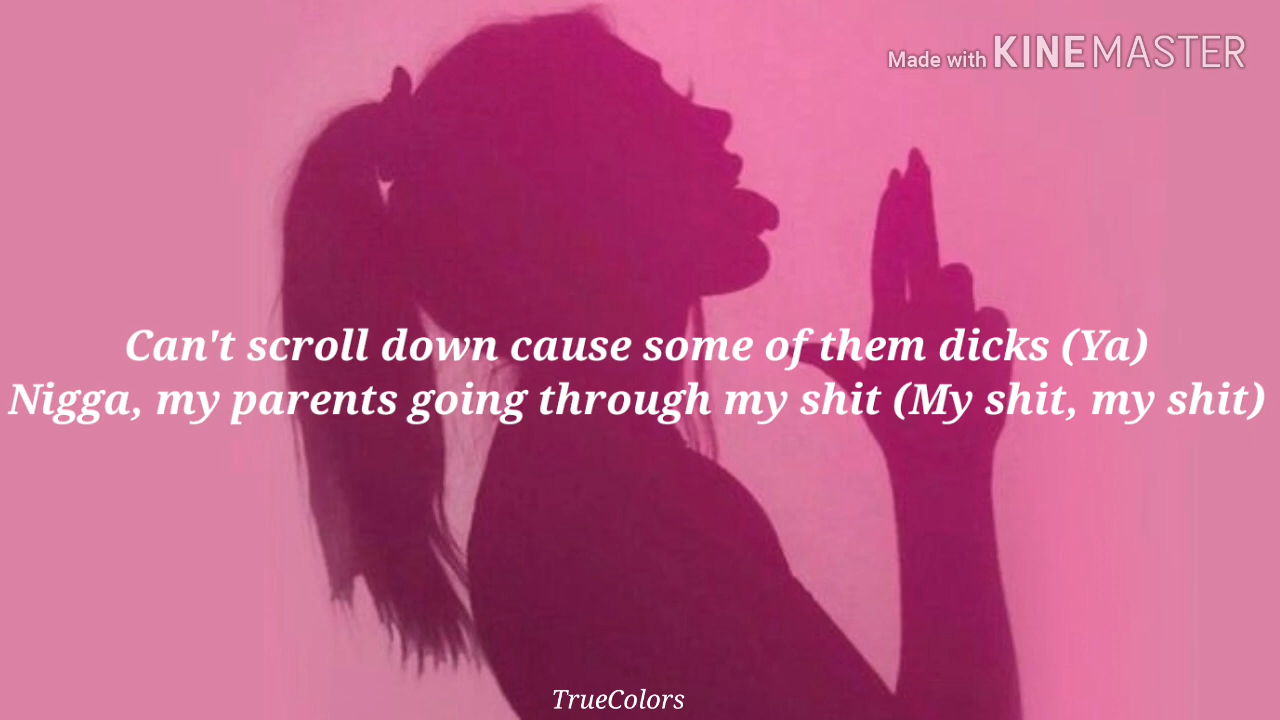 Made with KINEMASTER
Can't scroll down cause some of them dicks (Ya)
Nigga, my parents going through my shit (My shit, my shit)
TrueColors